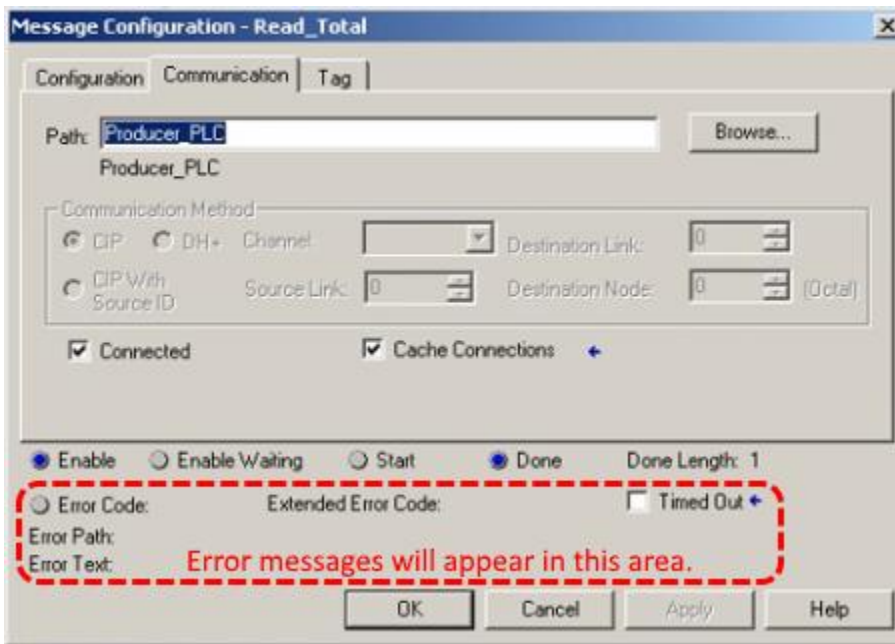 Message Configuration - Read_Total
Configuration Communication Tag
Path: Producer_PLC Browse...
Producer_PLC
Communication Method
CIP DH+ Channel: Destination Link: 0
CIP With Source ID Source Link: 0 Destination Node: 0 (Octal)
Connected Cache Connections
Enable Enable Waiting Start Done Done Length: 1
Error Code: Extended Error Code: Timed Out
Error Path:
Error Text: Error messages will appear in this area.
OK Cancel Apply Help